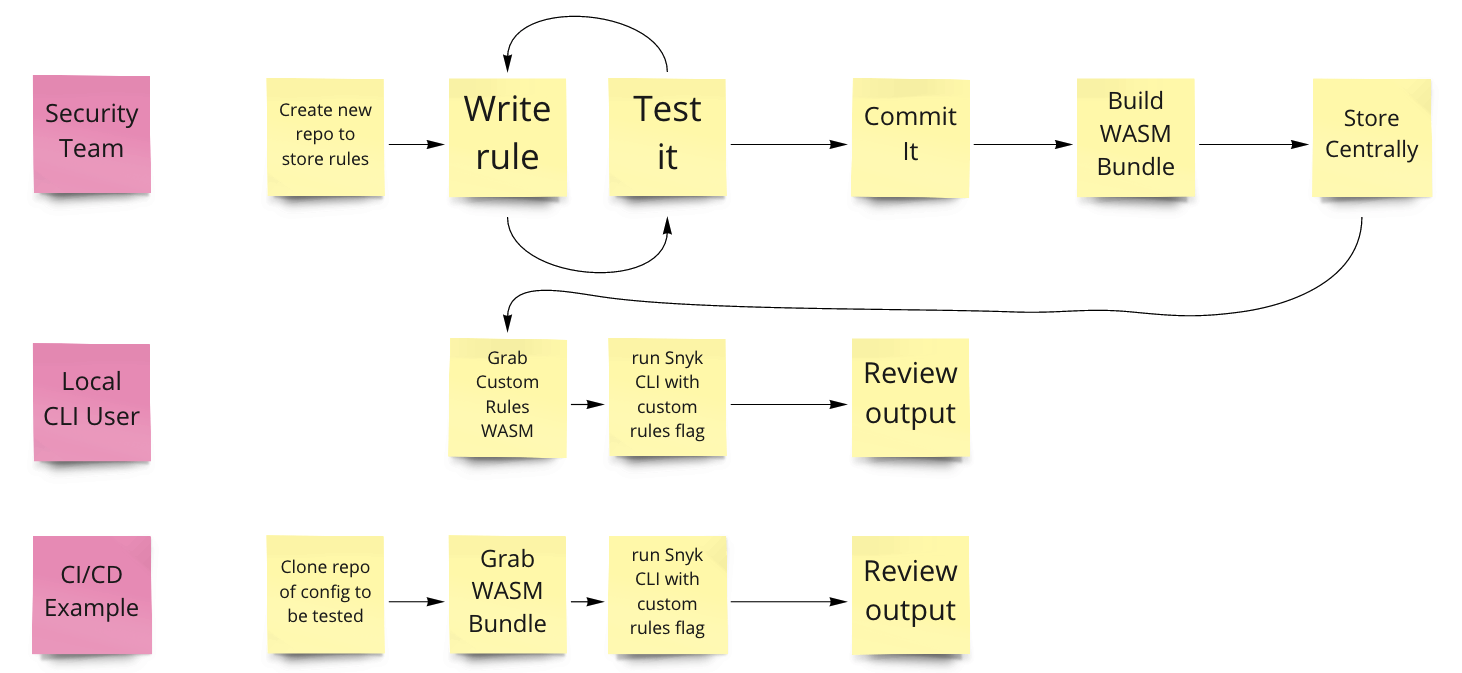 Security
Team
Create new
repo to
store rules
Write
rule
Test
it
Commit
It
Build
WASM
Bundle
Store
Centrally
Local
CLI User
Grab
Custom
Rules
WASM
run Snyk
CLI with
custom
rules flag
Review
output
CI/CD
Example
Clone repo
of config to
be tested
Grab
WASM
Bundle
run Snyk
CLI with
custom
rules flag
Review
output